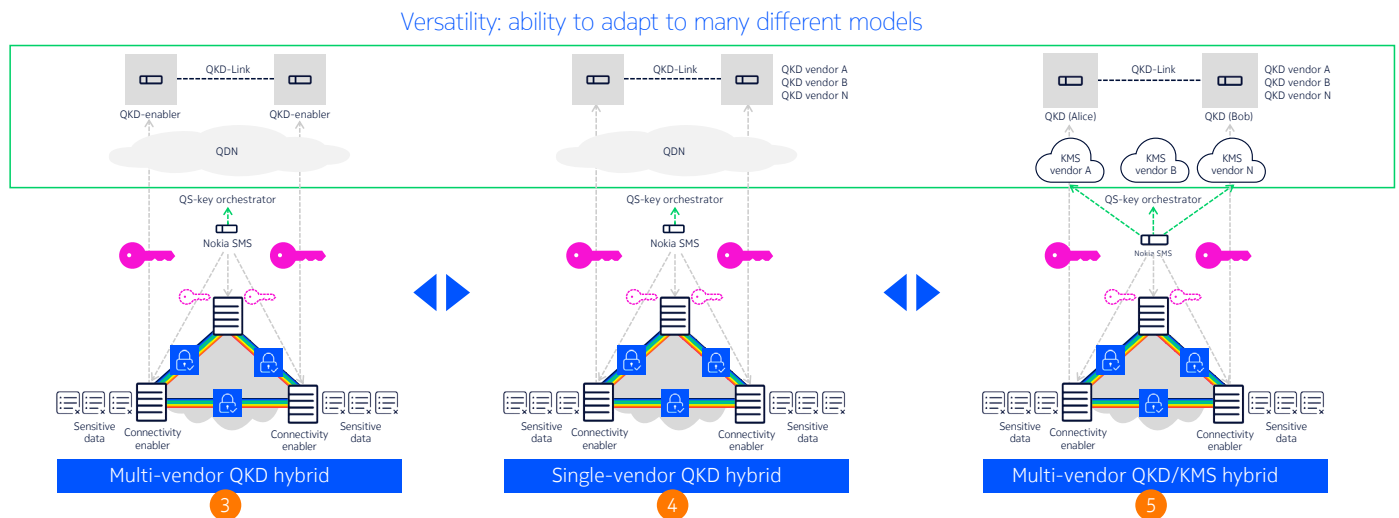 Versatility: ability to adapt to many different models
QKD-Link
QKD-enabler
QKD-enabler
QDN
QS-key orchestrator
Nokia SMS
Sensitive
data
Connectivity
enabler
Connectivity
enabler
Sensitive
data
Multi-vendor QKD hybrid
3
QKD-Link
QKD vendor A
QKD vendor B
QKD vendor N
QDN
QS-key orchestrator
Nokia SMS
Sensitive
data
Connectivity
enabler
Connectivity
enabler
Sensitive
data
Single-vendor QKD hybrid
4
QKD-Link
QKD vendor A
QKD vendor B
QKD vendor N
QKD (Alice)
QKD (Bob)
KMS
vendor A
KMS
vendor B
KMS
vendor N
QS-key orchestrator
Nokia SMS
Sensitive
data
Connectivity
enabler
Connectivity
enabler
Sensitive
data
Multi-vendor QKD/KMS hybrid
5